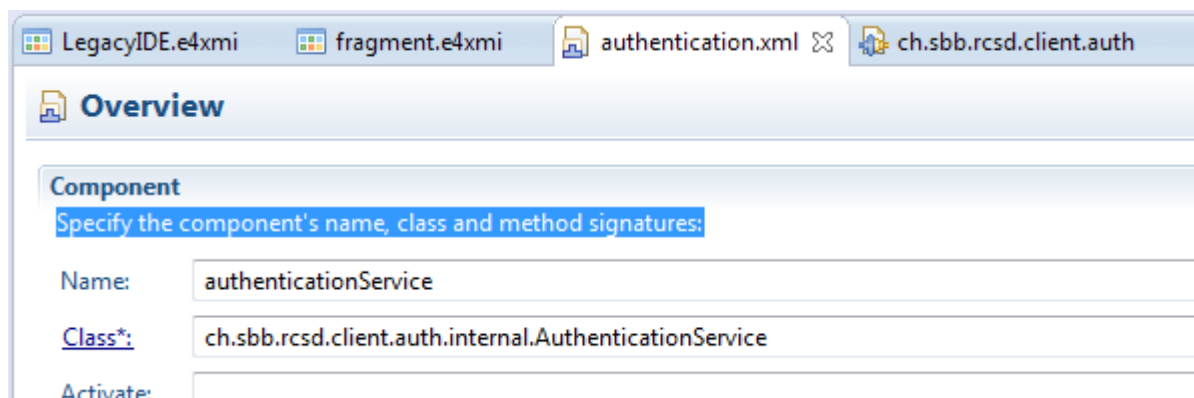 LegacyIDE.e4xmi fragment.e4xmi authentication.xml ch.sbb.rcsd.client.auth
Overview
Component
Specify the component's name, class and method signatures:
Name: authenticationService
Class*: ch.sbb.rcsd.client.auth.internal.AuthenticationService
Activate: